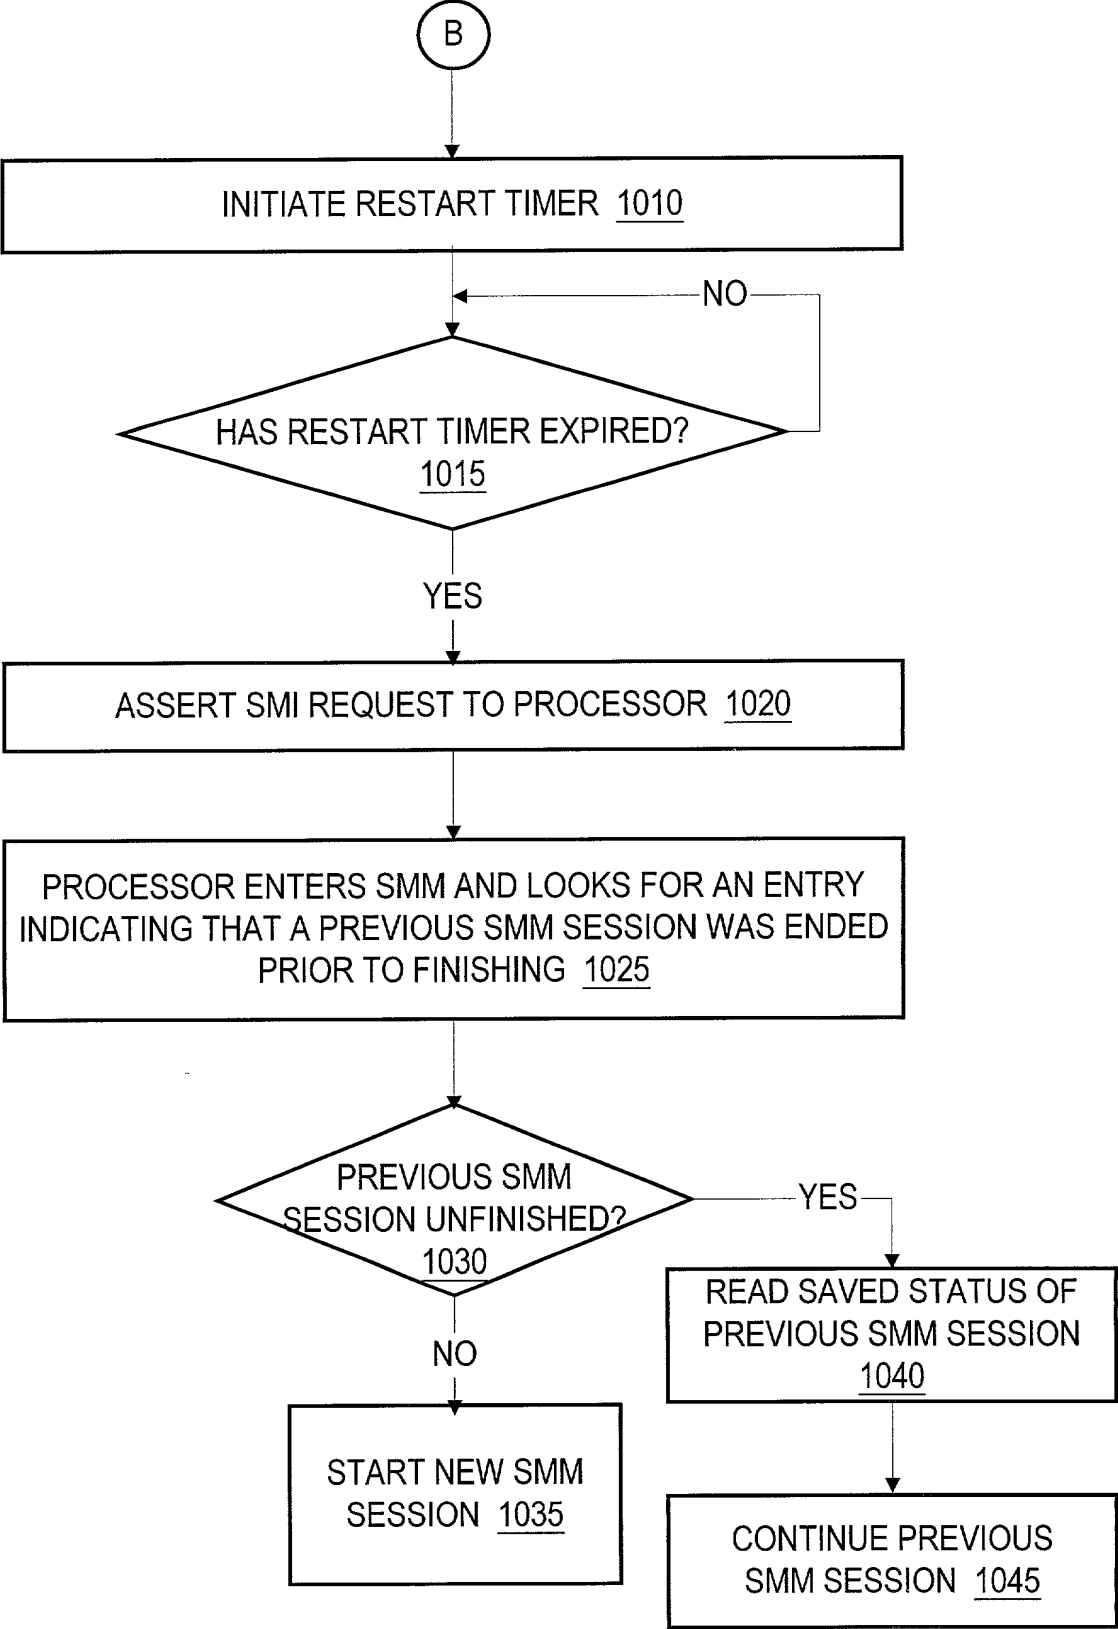 B
INITIATE RESTART TIMER 1010
NO
HAS RESTART TIMER EXPIRED?
1015
YES
ASSERT SMI REQUEST TO PROCESSOR 1020
PROCESSOR ENTERS SMM AND LOOKS FOR AN ENTRY
INDICATING THAT A PREVIOUS SMM SESSION WAS ENDED
PRIOR TO FINISHING 1025
PREVIOUS SMM
SESSION UNFINISHED?
1030
YES
READ SAVED STATUS OF
PREVIOUS SMM SESSION
1040
NO
START NEW SMM
SESSION 1035
CONTINUE PREVIOUS
SMM SESSION 1045